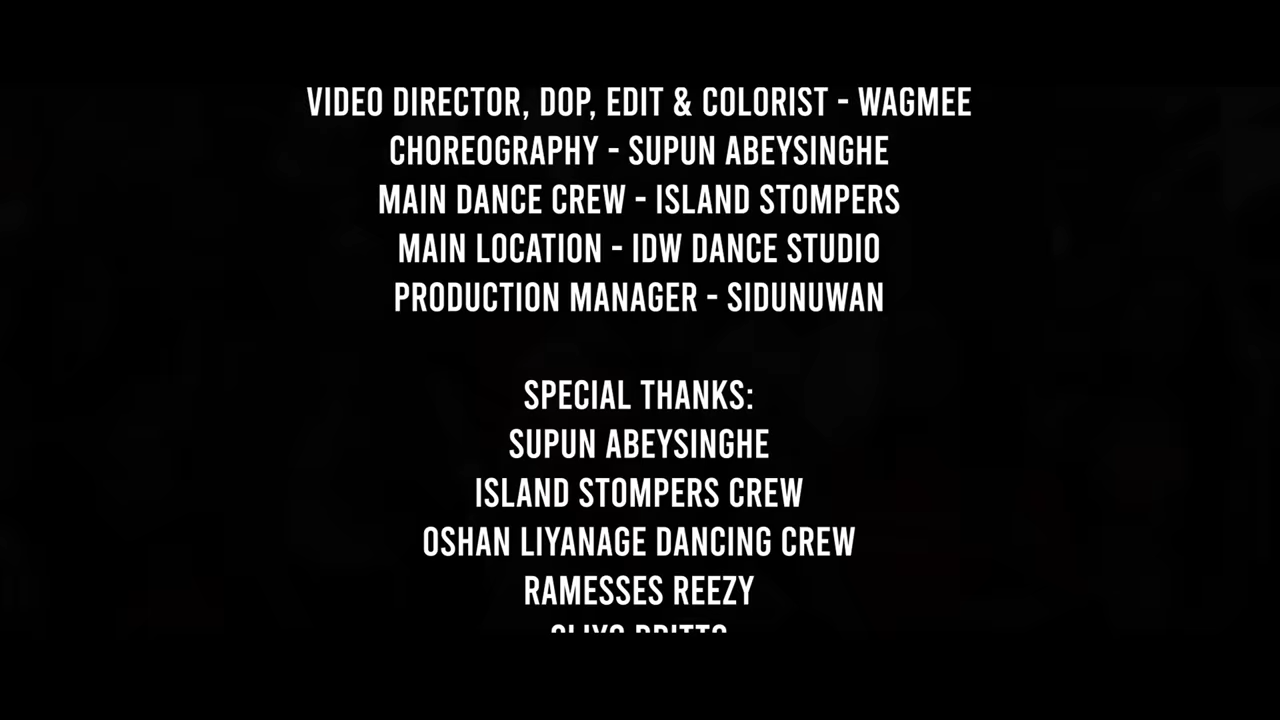 VIDEO DIRECTOR, DOP, EDIT & COLORIST - WAGMEE
CHOREOGRAPHY - SUPUN ABEYSINGHE
MAIN DANCE CREW - ISLAND STOMPERS
MAIN LOCATION - IDW DANCE STUDIO
PRODUCTION MANAGER - SIDUNUWAN
SPECIAL THANKS:
SUPUN ABEYSINGHE
ISLAND STOMPERS CREW
OSHAN LIYANAGE DANCING CREW
RAMESSES REEZY